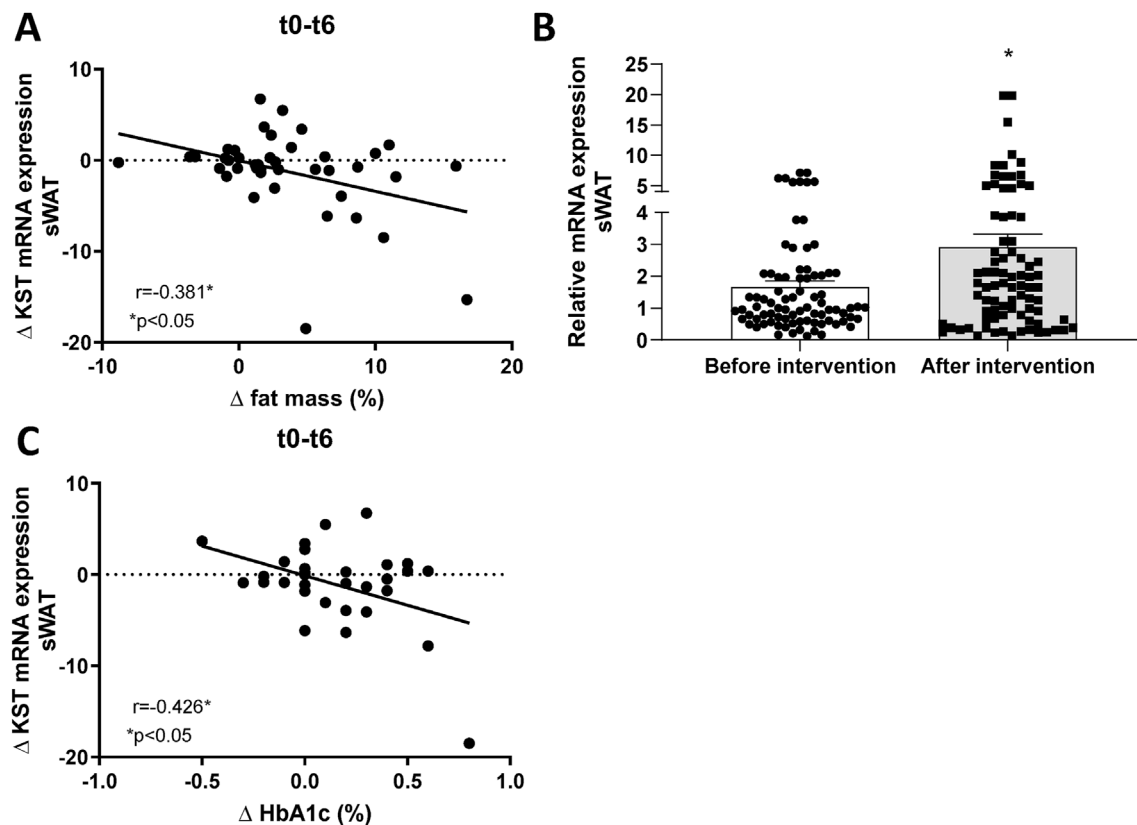 A
t0-t6
Δ KST mRNA expression
sWAT
10
0
-10
-20
r=-0.381*
*p<0.05
-10
0
10
20
Δ fat mass (%)
B
*
Relative mRNA expression
sWAT
25
20
15
10
5
4
3
2
1
0
Before intervention
After intervention
C
t0-t6
Δ KST mRNA expression
sWAT
10
0
-10
-20
r=-0.426*
*p<0.05
-1.0
-0.5
0.0
0.5
1.0
Δ HbA1c (%)